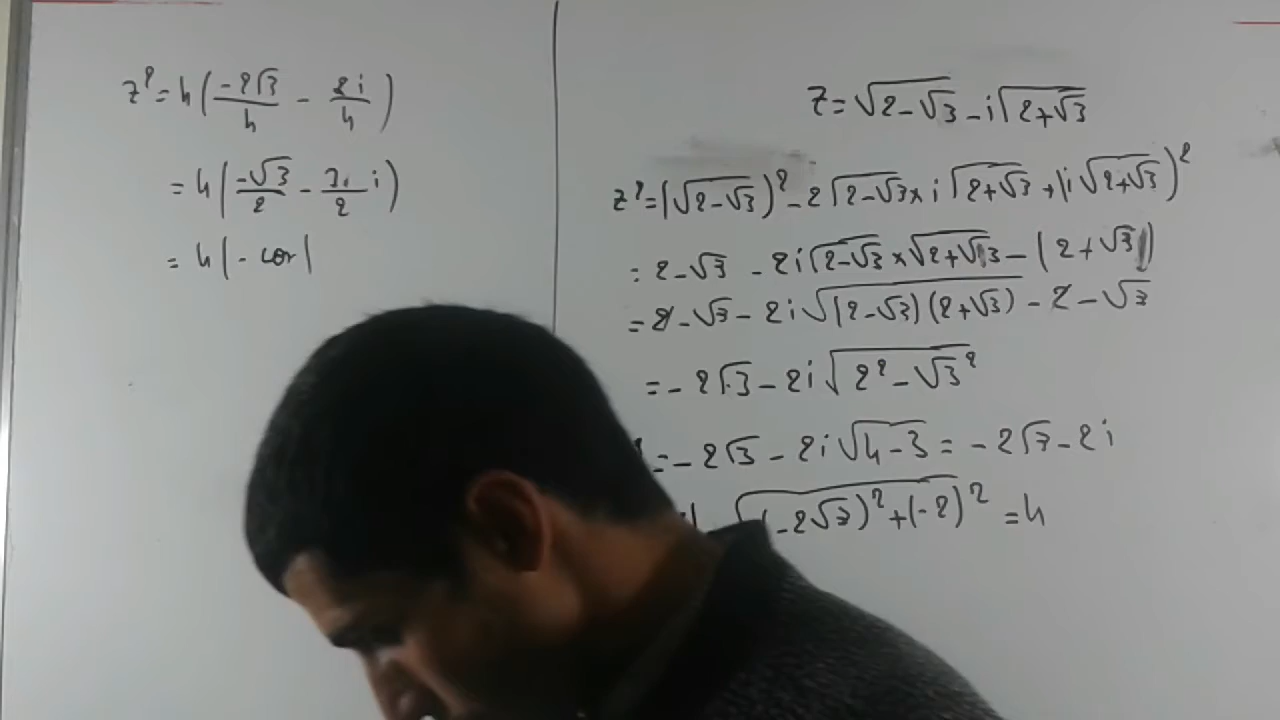 z² = 4(-2√3/4 - 2i/4)
= 4(-√3/2 - 1/2 i)
= 4(- cos(
z = √(2-√3) - i√(2+√3)
z² = (√(2-√3))² - 2√(2-√3) × i√(2+√3) + (i√(2+√3))²
= 2-√3 - 2i√(2-√3) × √(2+√3) - (2+√3)
= 2-√3 - 2i√((2-√3)(2+√3)) - 2 - √3
= -2√3 - 2i√(2² - √3²)
= -2√3 - 2i√(4-3) = -2√3 - 2i
√((-2√3)² + (-2)²) = 4